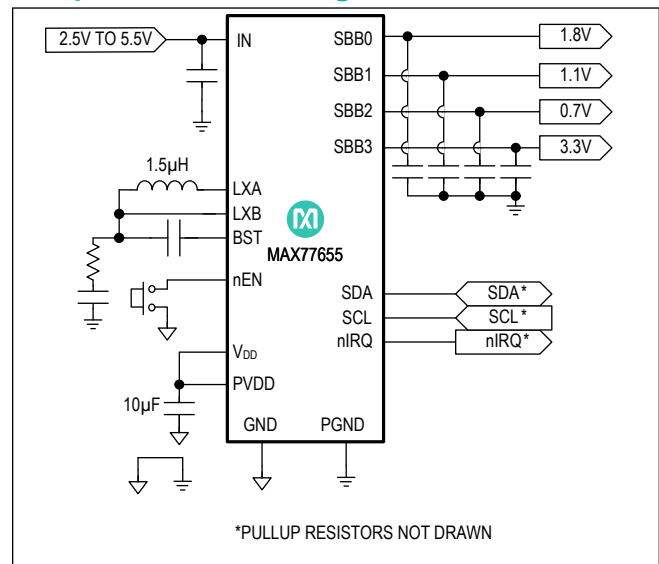 2.5V TO 5.5V
IN
SBB0
1.8V
SBB1
1.1V
SBB2
0.7V
SBB3
3.3V
1.5µH
LXA
LXB
BST
MAX77655
nEN
SDA
SDA*
SCL
SCL*
nIRQ
nIRQ*
VDD
PVDD
10µF
GND
PGND
*PULLUP RESISTORS NOT DRAWN